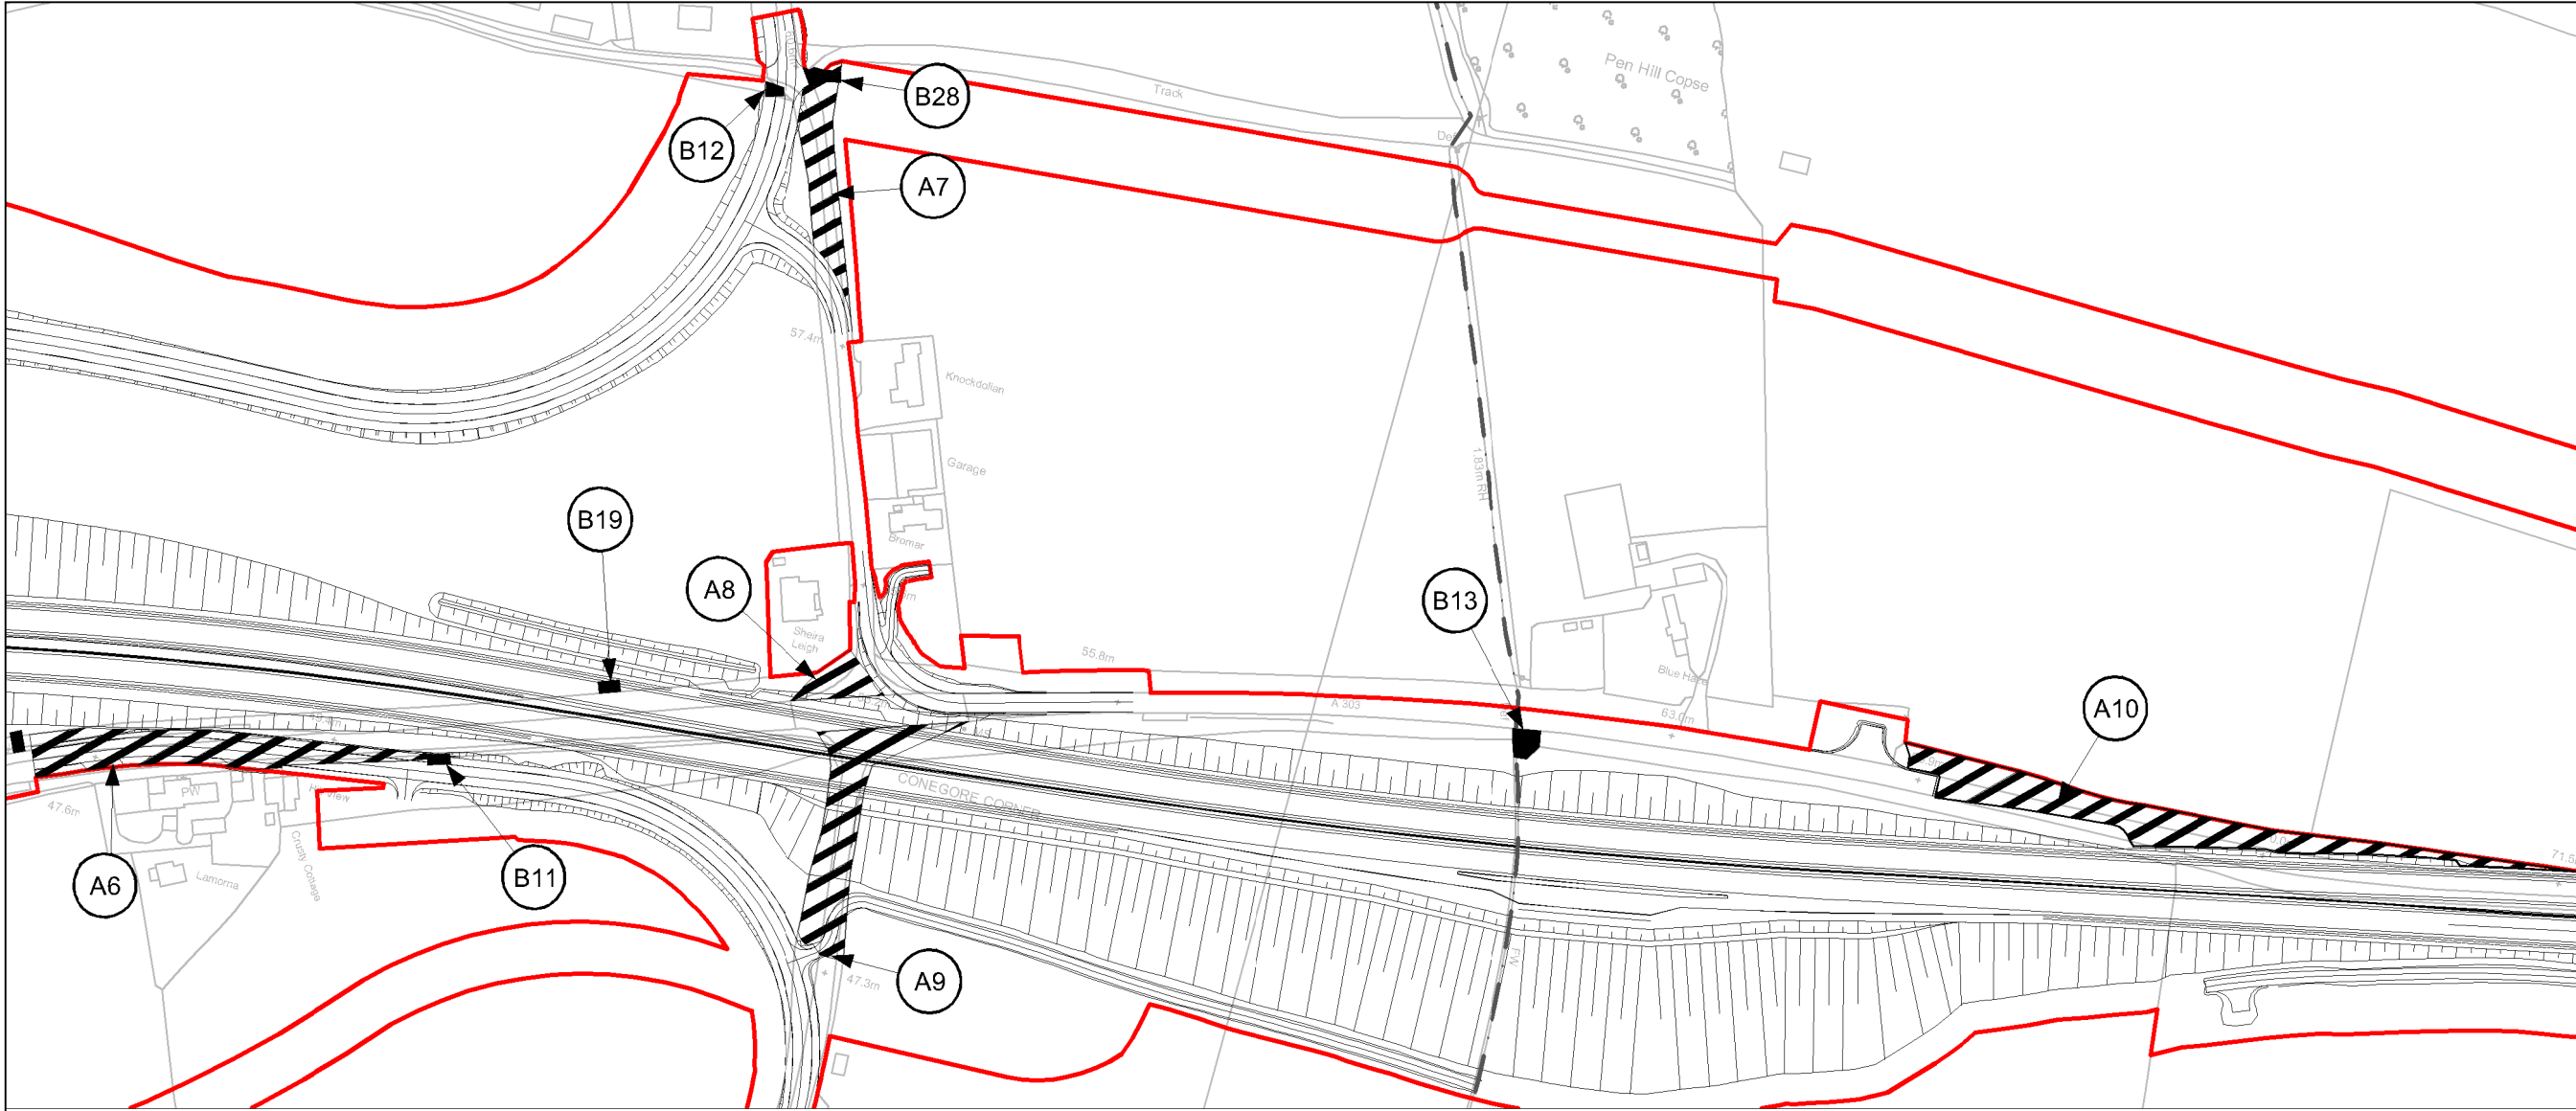 Pen Hill Copse
B28
Track
Def
B12
A7
57.4m
Knockdolian
Garage
1.83m RH
B19
Bromar
A8
B13
Sheira
Leigh
55.8m
Blue Haze
A 303
63.0m
A10
CONEGORE CORNER
PW
47.6m
Crusty Cottage
Lamorna
A6
B11
FW
A9
47.3m